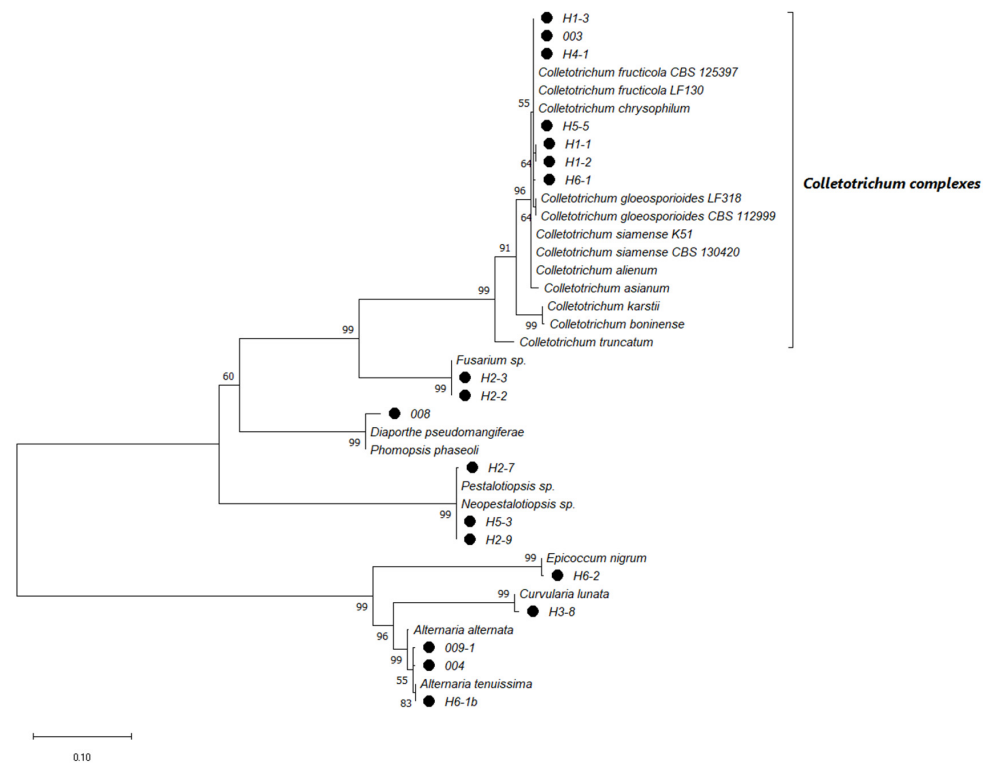 H1-3
003
H4-1
Colletotrichum fructicola CBS 125397
Colletotrichum fructicola LF130
55
Colletotrichum chrysophilum
H5-5
H1-1
64
H1-2
Colletotrichum complexes
H6-1
96
Colletotrichum gloeosporioides LF318
64
Colletotrichum gloeosporioides CBS 112999
Colletotrichum siamense K51
91
Colletotrichum siamense CBS 130420
Colletotrichum alienum
99
Colletotrichum asianum
Colletotrichum karstii
99
Colletotrichum boninense
99
Colletotrichum truncatum
Fusarium sp.
60
H2-3
99
H2-2
008
Diaporthe pseudomangiferae
99
Phomopsis phaseoli
H2-7
Pestalotiopsis sp.
Neopestalotiopsis sp.
99
H5-3
H2-9
99
Epicoccum nigrum
H6-2
99
Curvularia lunata
99
H3-8
Alternaria alternata
96
009-1
99
004
55
Alternaria tenuissima
83
H6-1b
0.10